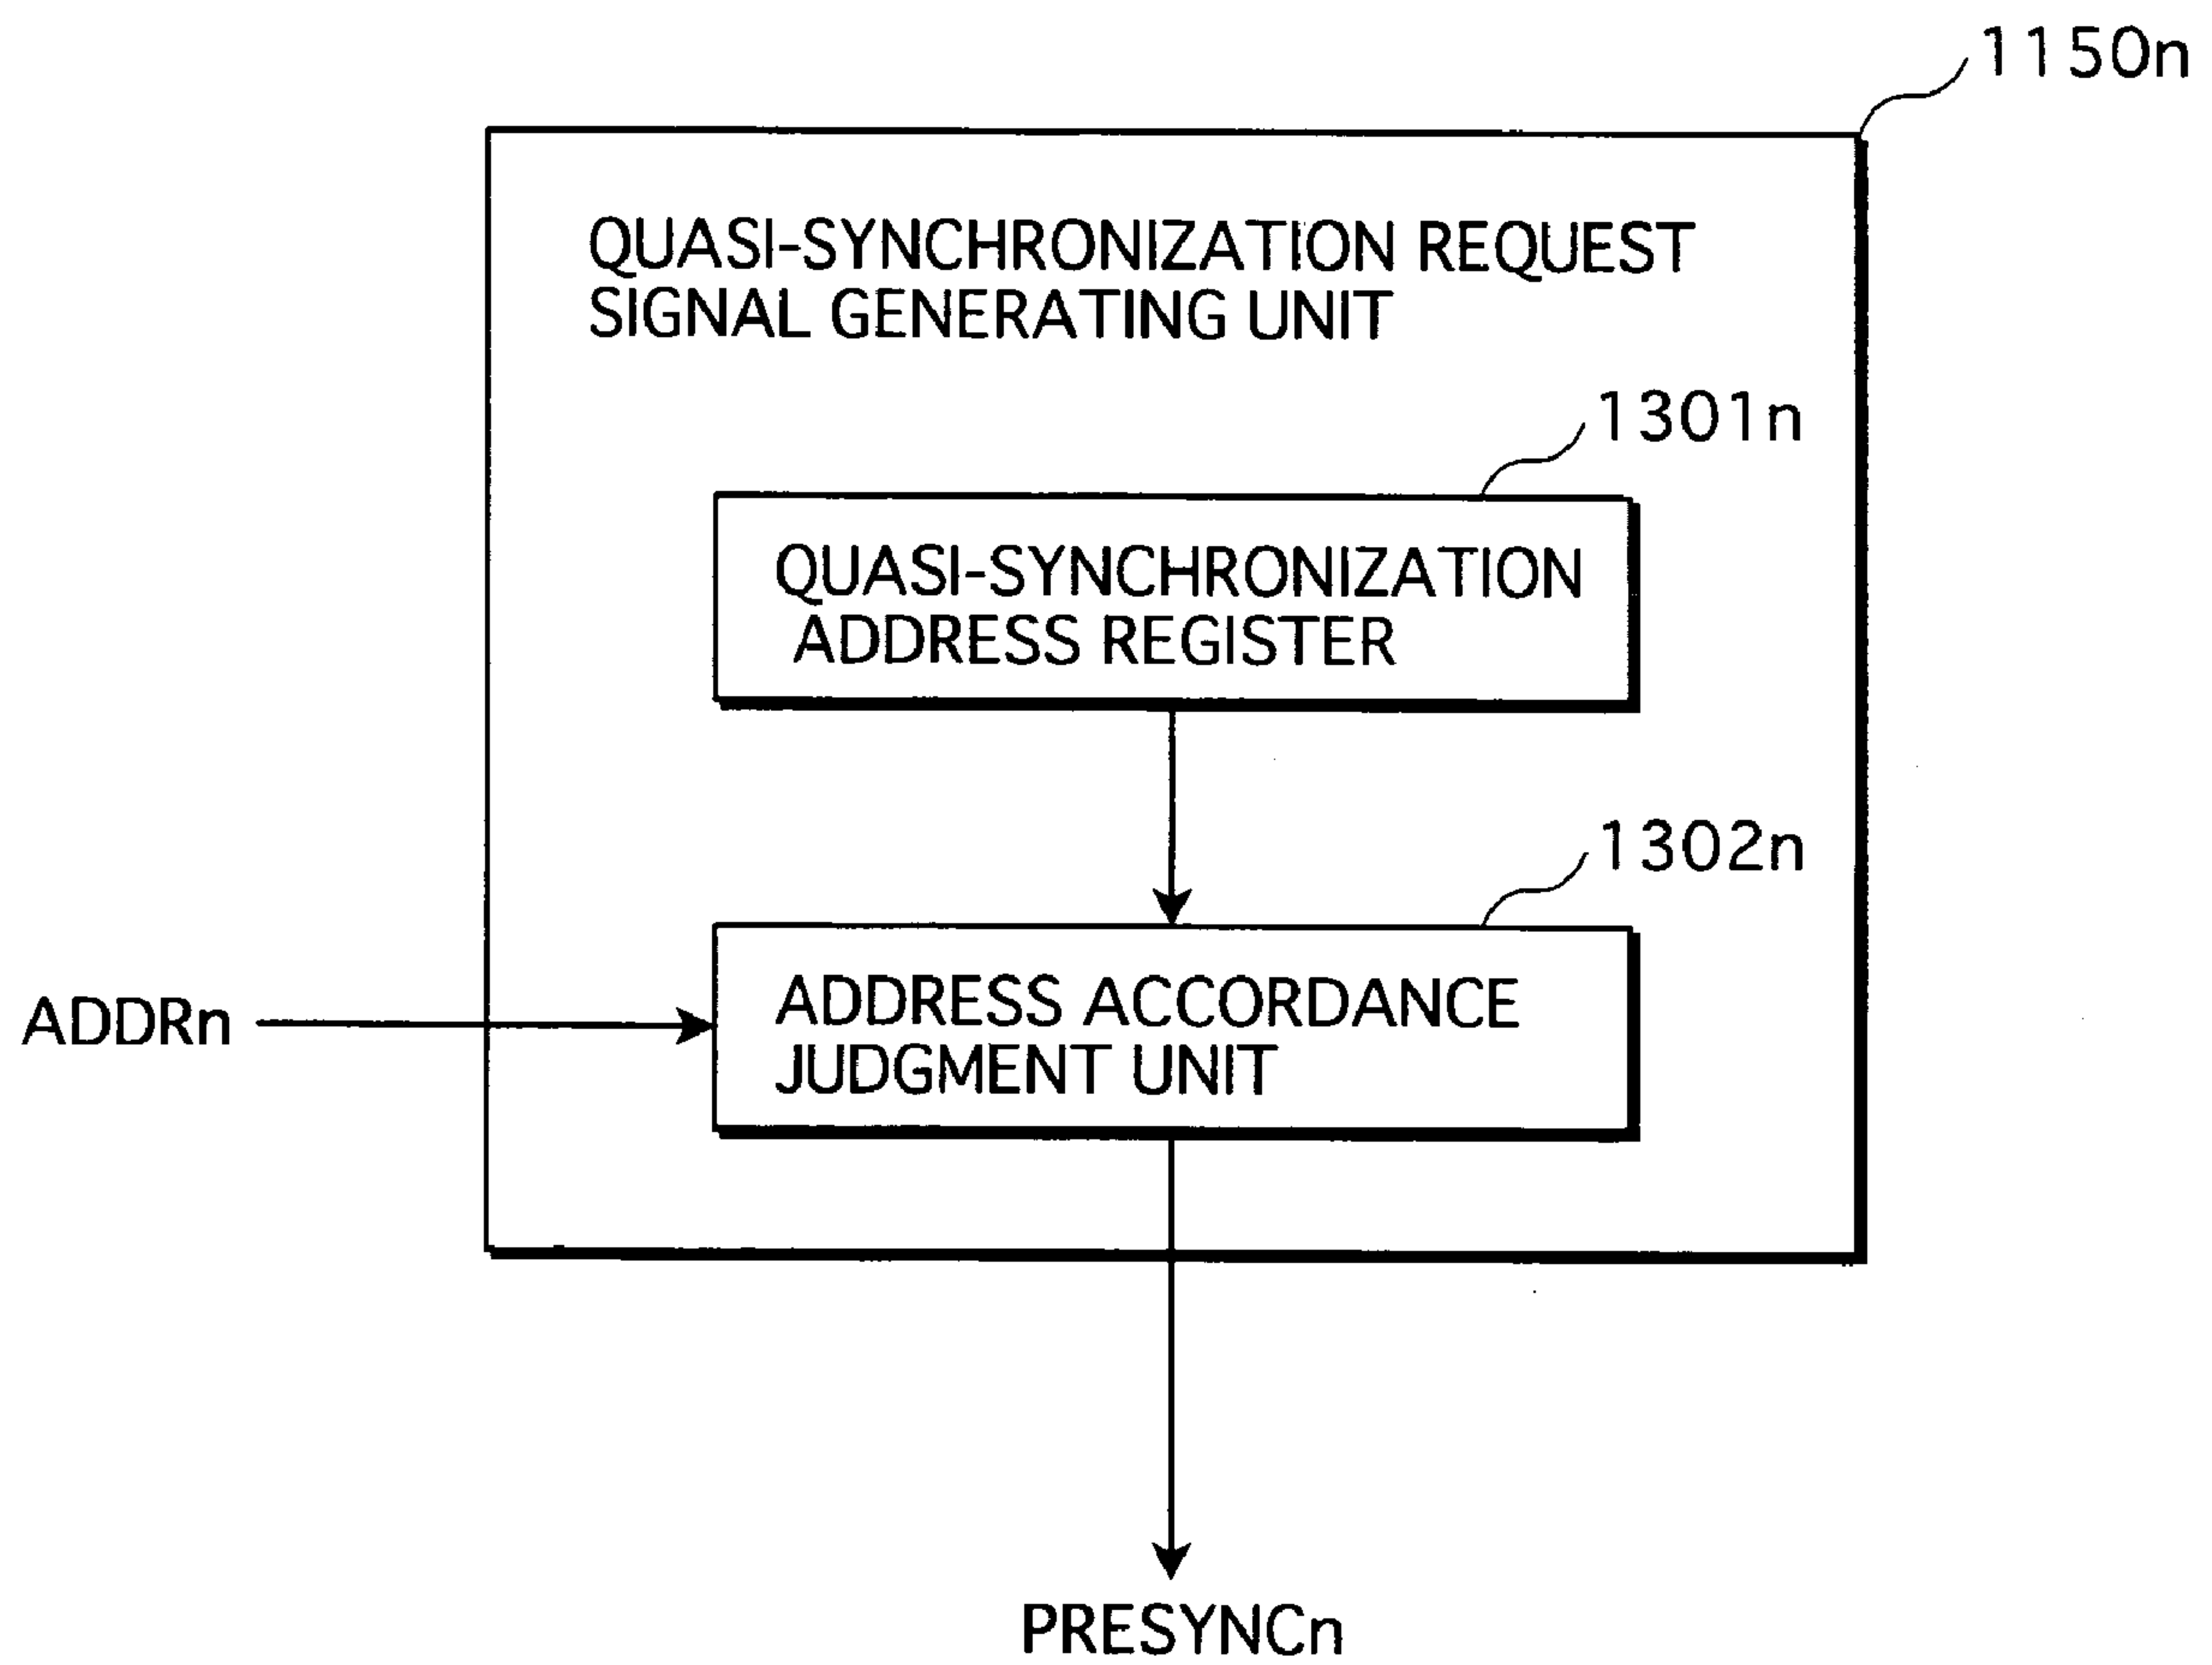 1150n
QUASI-SYNCHRONIZATION REQUEST
SIGNAL GENERATING UNIT
1301n
QUASI-SYNCHRONIZATION
ADDRESS REGISTER
1302n
ADDRESS ACCORDANCE
JUDGMENT UNIT
ADDRn
PRESYNCn